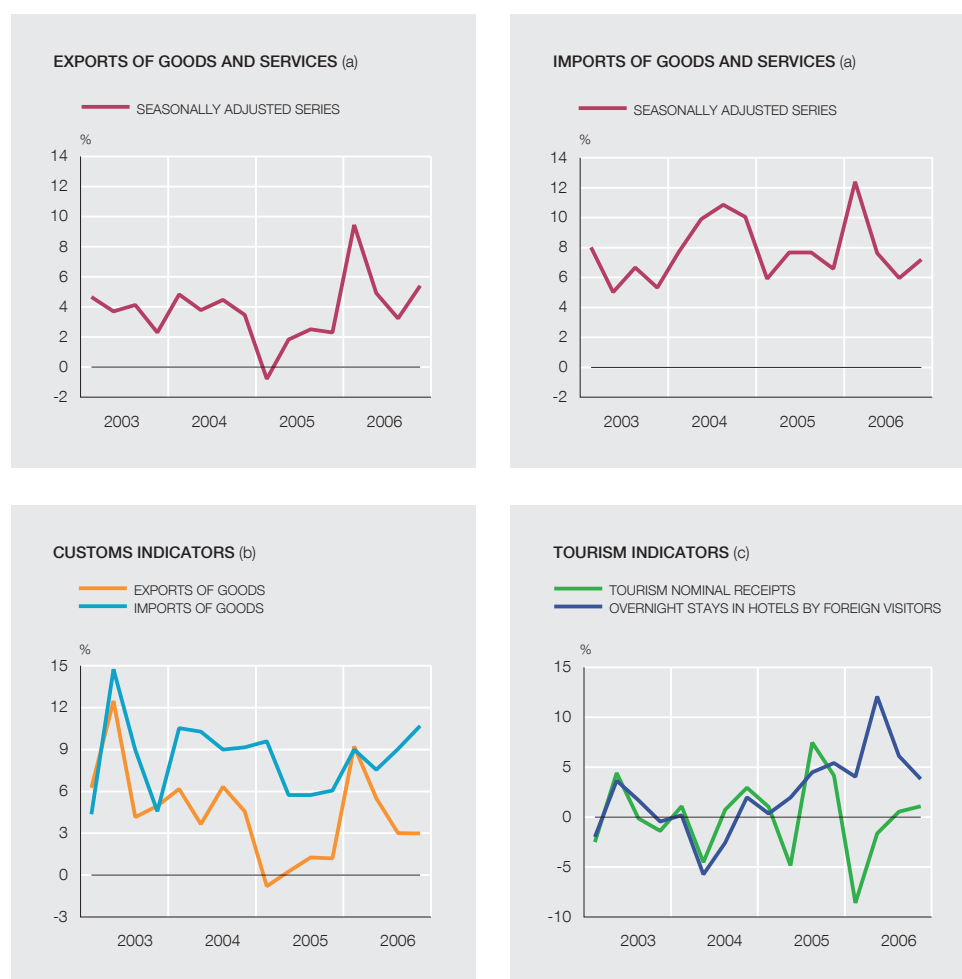 EXPORTS OF GOODS AND SERVICES (a)
SEASONALLY ADJUSTED SERIES
%
14
12
10
8
6
4
2
0
-2
2003 2004 2005 2006
IMPORTS OF GOODS AND SERVICES (a)
SEASONALLY ADJUSTED SERIES
%
14
12
10
8
6
4
2
0
-2
2003 2004 2005 2006
CUSTOMS INDICATORS (b)
EXPORTS OF GOODS
IMPORTS OF GOODS
%
15
12
9
6
3
0
-3
2003 2004 2005 2006
TOURISM INDICATORS (c)
TOURISM NOMINAL RECEIPTS
OVERNIGHT STAYS IN HOTELS BY FOREIGN VISITORS
%
15
10
5
0
-5
-10
2003 2004 2005 2006